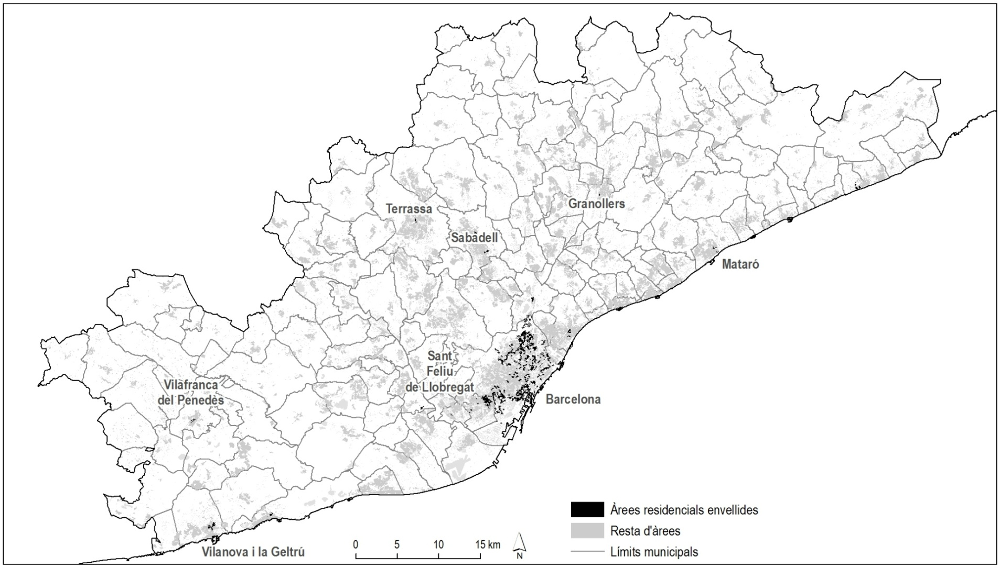 Terrassa
Granollers
Sabadell
Mataró
Sant
Feliu
de Llobregat
Vilafranca
del Penedès
Barcelona
Àrees residencials envellides
Resta d'àrees
Límits municipals
0 5 10 15 km
N
Vilanova i la Geltrú